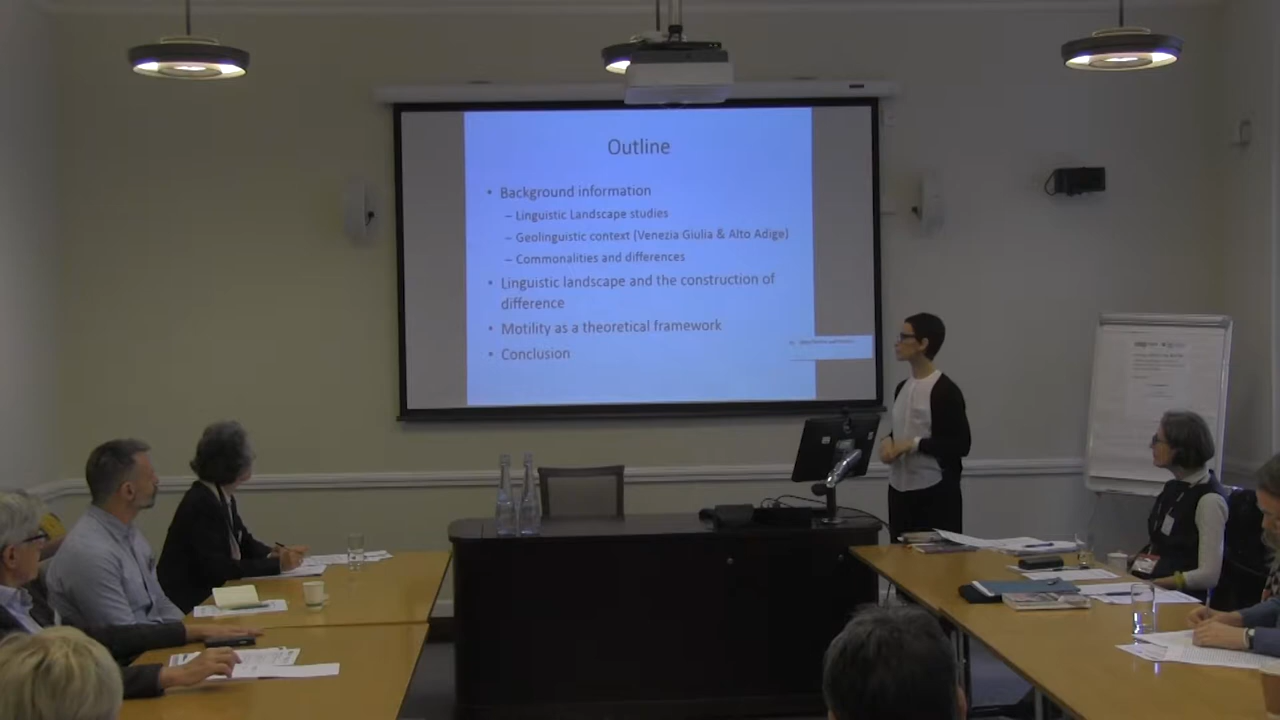 Outline
• Background information
– Linguistic Landscape studies
– Geolinguistic context (Venezia Giulia & Alto Adige)
– Commonalities and differences
• Linguistic landscape and the construction of
difference
• Motility as a theoretical framework
• Conclusion